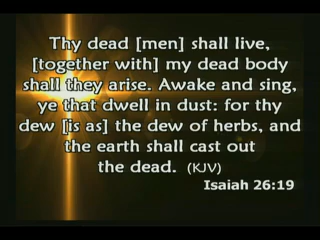 Thy dead [men] shall live,
[together with] my dead body
shall they arise. Awake and sing,
ye that dwell in dust: for thy
dew [is as] the dew of herbs, and
the earth shall cast out
the dead. (KJV)
Isaiah 26:19